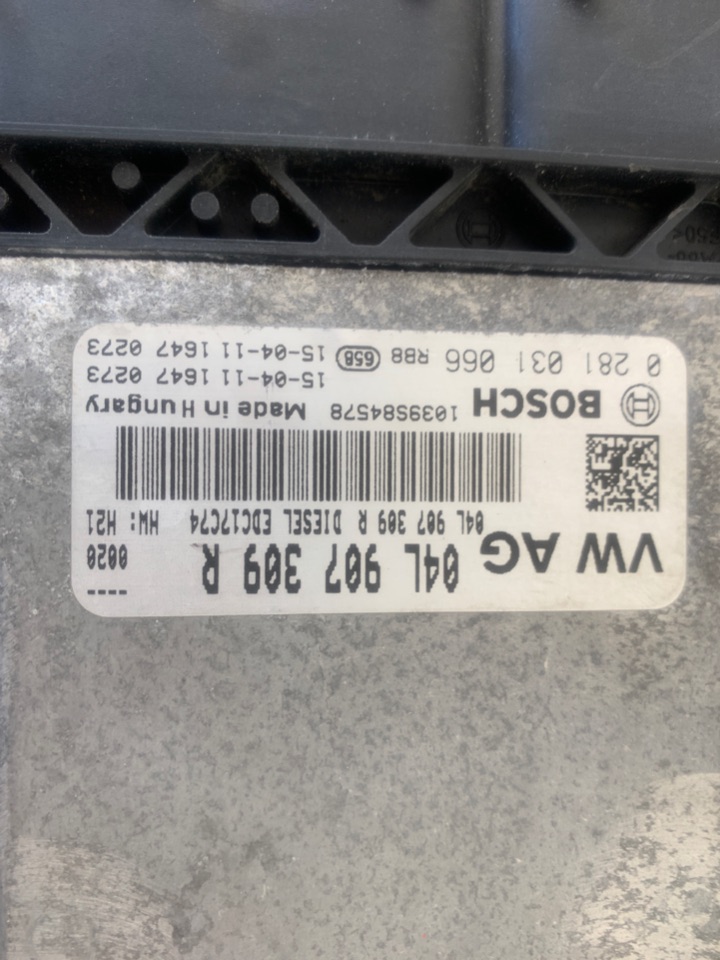 VW AG 04L 907 309 R ----
04L 907 309 R DIESEL EDC17C74 HW: H21 0020
BOSCH 1039S84578 Made in Hungary
15-04-11 1647 0273
0 281 031 066 RB8 658 15-04-11 1647 0273